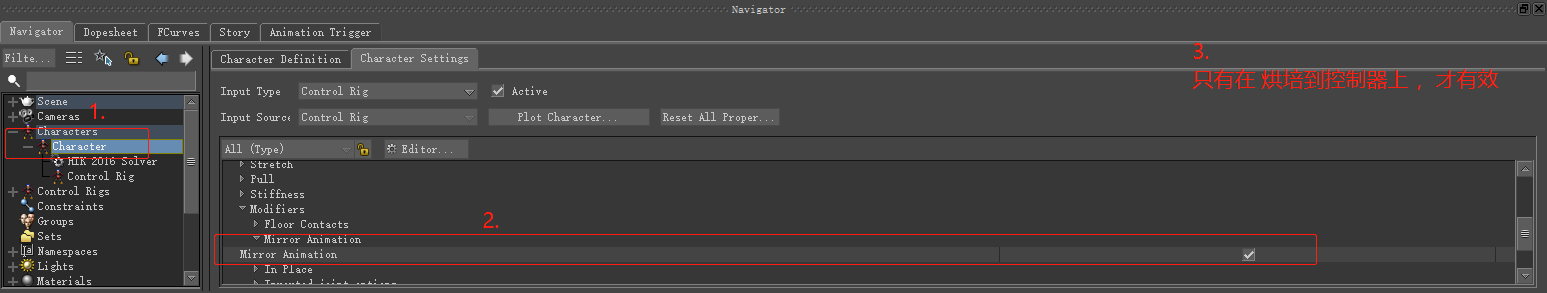 Navigator
Navigator
Dopesheet
FCurves
Story
Animation Trigger
Filte...
Character Definition
Character Settings
3.
只有在 烘培到控制器上 ，才有效
Input Type
Control Rig
Active
Input Source
Control Rig
Plot Character...
Reset All Proper...
1.
Scene
Cameras
Characters
Character
HIK 2016 Solver
Control Rig
Control Rigs
Constraints
Groups
Sets
Namespaces
Lights
Materials
All (Type)
Editor...
Stretch
Pull
Stiffness
Modifiers
Floor Contacts
2.
Mirror Animation
Mirror Animation
In Place